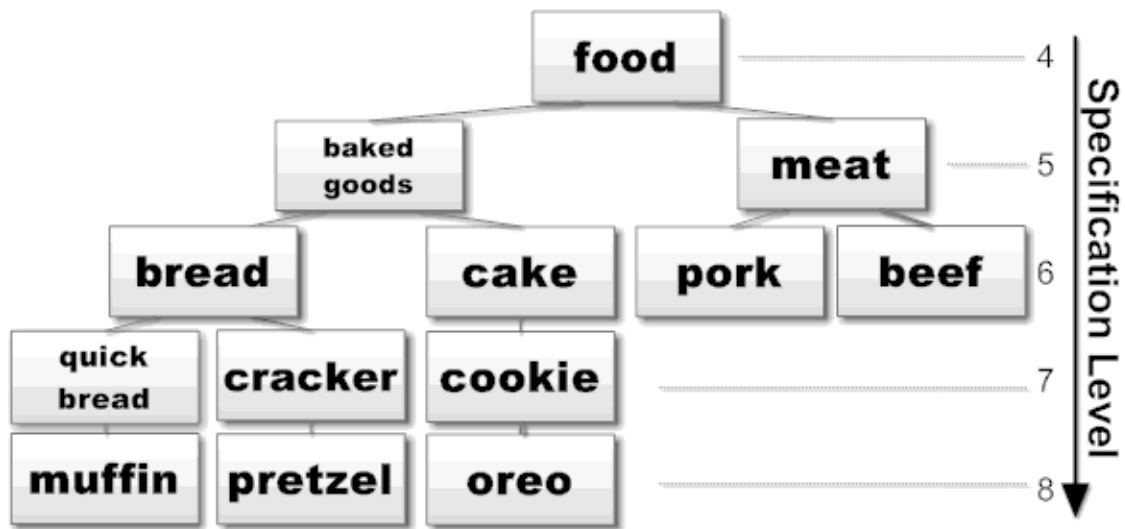 food
4
baked
goods
meat
5
bread
cake
pork
beef
6
quick
bread
cracker
cookie
7
muffin
pretzel
oreo
8
Specification Level